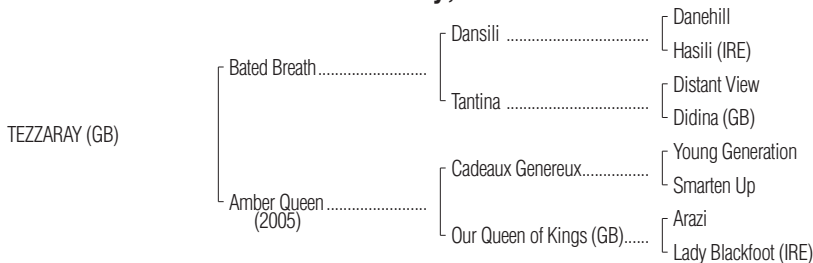 Danehill
Dansili ..................................
Hasili (IRE)
Bated Breath..........................
Distant View
Tantina ..................................
Didina (GB)
TEZZARAY (GB)
Young Generation
Cadeaux Genereux................
Smarten Up
Amber Queen ........................
(2005)
Arazi
Our Queen of Kings (GB)......
Lady Blackfoot (IRE)